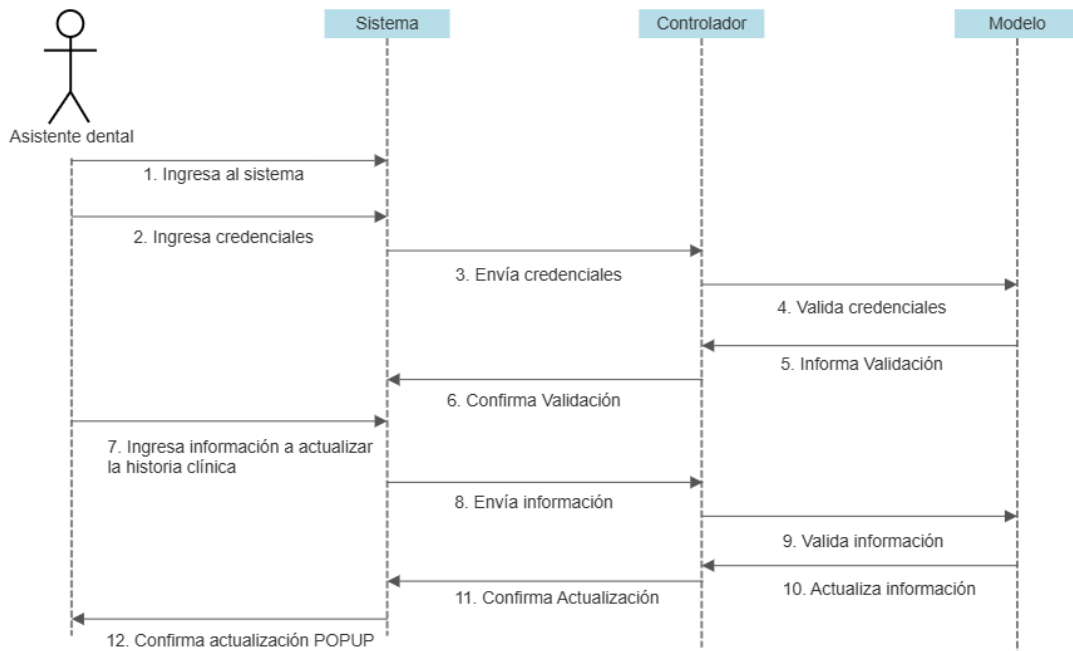 Sistema
Controlador
Modelo
Asistente dental
1. Ingresa al sistema
2. Ingresa credenciales
3. Envía credenciales
4. Valida credenciales
5. Informa Validación
6. Confirma Validación
7. Ingresa información a actualizar
la historia clínica
8. Envía información
9. Valida información
10. Actualiza información
11. Confirma Actualización
12. Confirma actualización POPUP